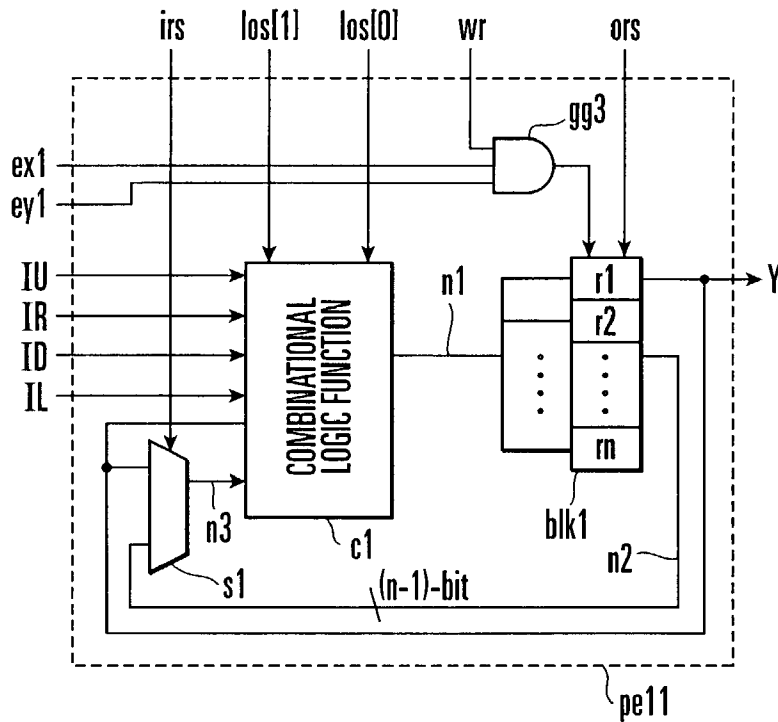 irs los[1] los[0] wr ors
gg3
ex1
ey1
IU
IR
ID
IL
COMBINATIONAL
LOGIC FUNCTION
n1
r1
r2
rn
Y
n3
c1
blk1
n2
s1
(n-1)-bit
pe11